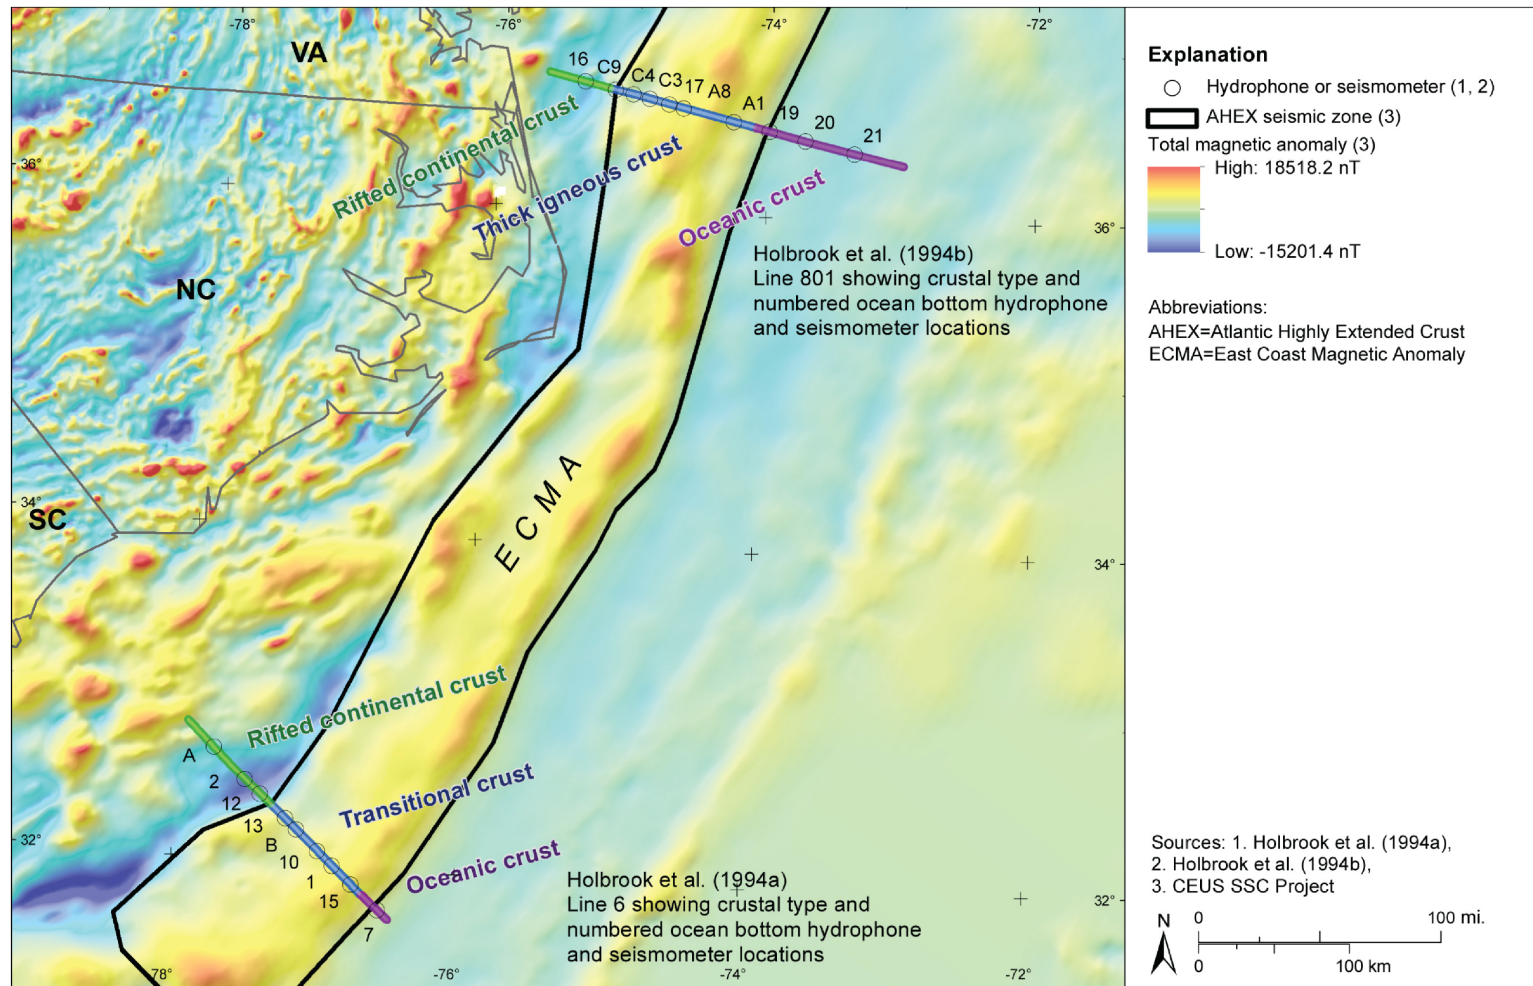 -78°
-76°
-74°
-72°
VA
16
C9
C4
C3
17
A8
A1
19
20
21
36°
Rifted continental crust
Thick igneous crust
Oceanic crust
36°
Holbrook et al. (1994b)
Line 801 showing crustal type and
numbered ocean bottom hydrophone
and seismometer locations
NC
ECMA
34°
SC
34°
Rifted continental crust
A
2
12
13
B
10
1
15
7
Transitional crust
Oceanic crust
32°
32°
Holbrook et al. (1994a)
Line 6 showing crustal type and
numbered ocean bottom hydrophone
and seismometer locations
-78°
-76°
-74°
-72°
Explanation
Hydrophone or seismometer (1, 2)
AHEX seismic zone (3)
Total magnetic anomaly (3)
High: 18518.2 nT
Low: -15201.4 nT
Abbreviations:
AHEX=Atlantic Highly Extended Crust
ECMA=East Coast Magnetic Anomaly
Sources: 1. Holbrook et al. (1994a),
2. Holbrook et al. (1994b),
3. CEUS SSC Project
N
0 100 mi.
0 100 km